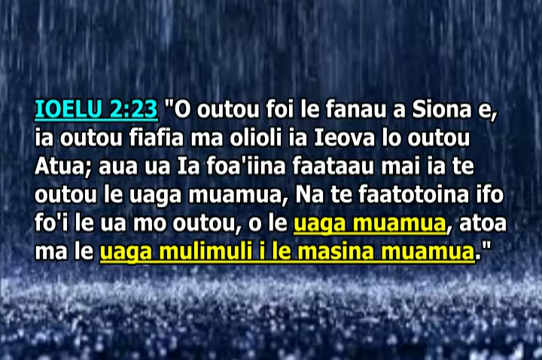 IOELU 2:23 "O outou foi le fanau a Siona e,
ia outou fiafia ma olioli ia Ieova lo outou
Atua; aua ua Ia foa'iina faataau mai ia te
outou le uaga muamua, Na te faatotoina ifo
fo'i le ua mo outou, o le uaga muamua, atoa
ma le uaga mulimuli i le masina muamua."